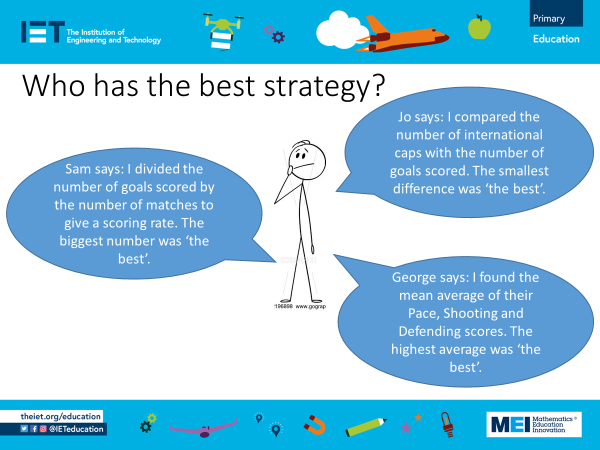 IET
The Institution of
Engineering and Technology
Primary
Education
Who has the best strategy?
Jo says: I compared the
number of international
caps with the number of
goals scored. The smallest
difference was ‘the best’.
Sam says: I divided the
number of goals scored by
the number of matches to
give a scoring rate. The
biggest number was ‘the
best’.
George says: I found the
mean average of their
Pace, Shooting and
Defending scores. The
highest average was ‘the
best’.
:196898 www.gograp
theiet.org/education
@IETeducation
MEI
Mathematics
Education
Innovation